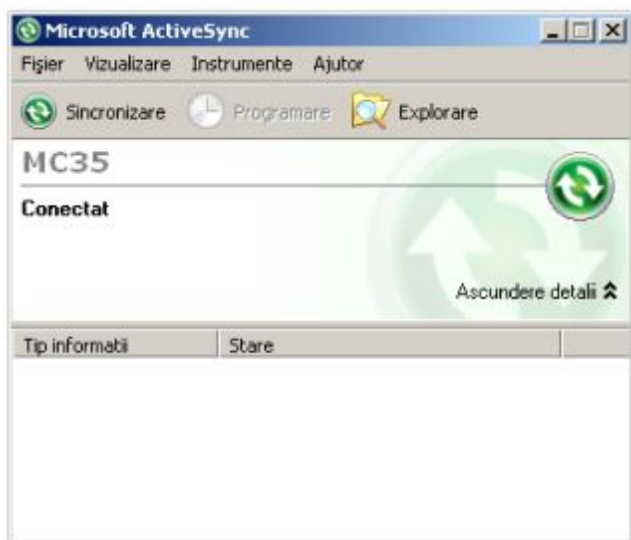 Microsoft ActiveSync
Fişier Vizualizare Instrumente Ajutor
Sincronizare Programare Explorare
MC35
Conectat
Ascundere detalii
Tip informatii Stare